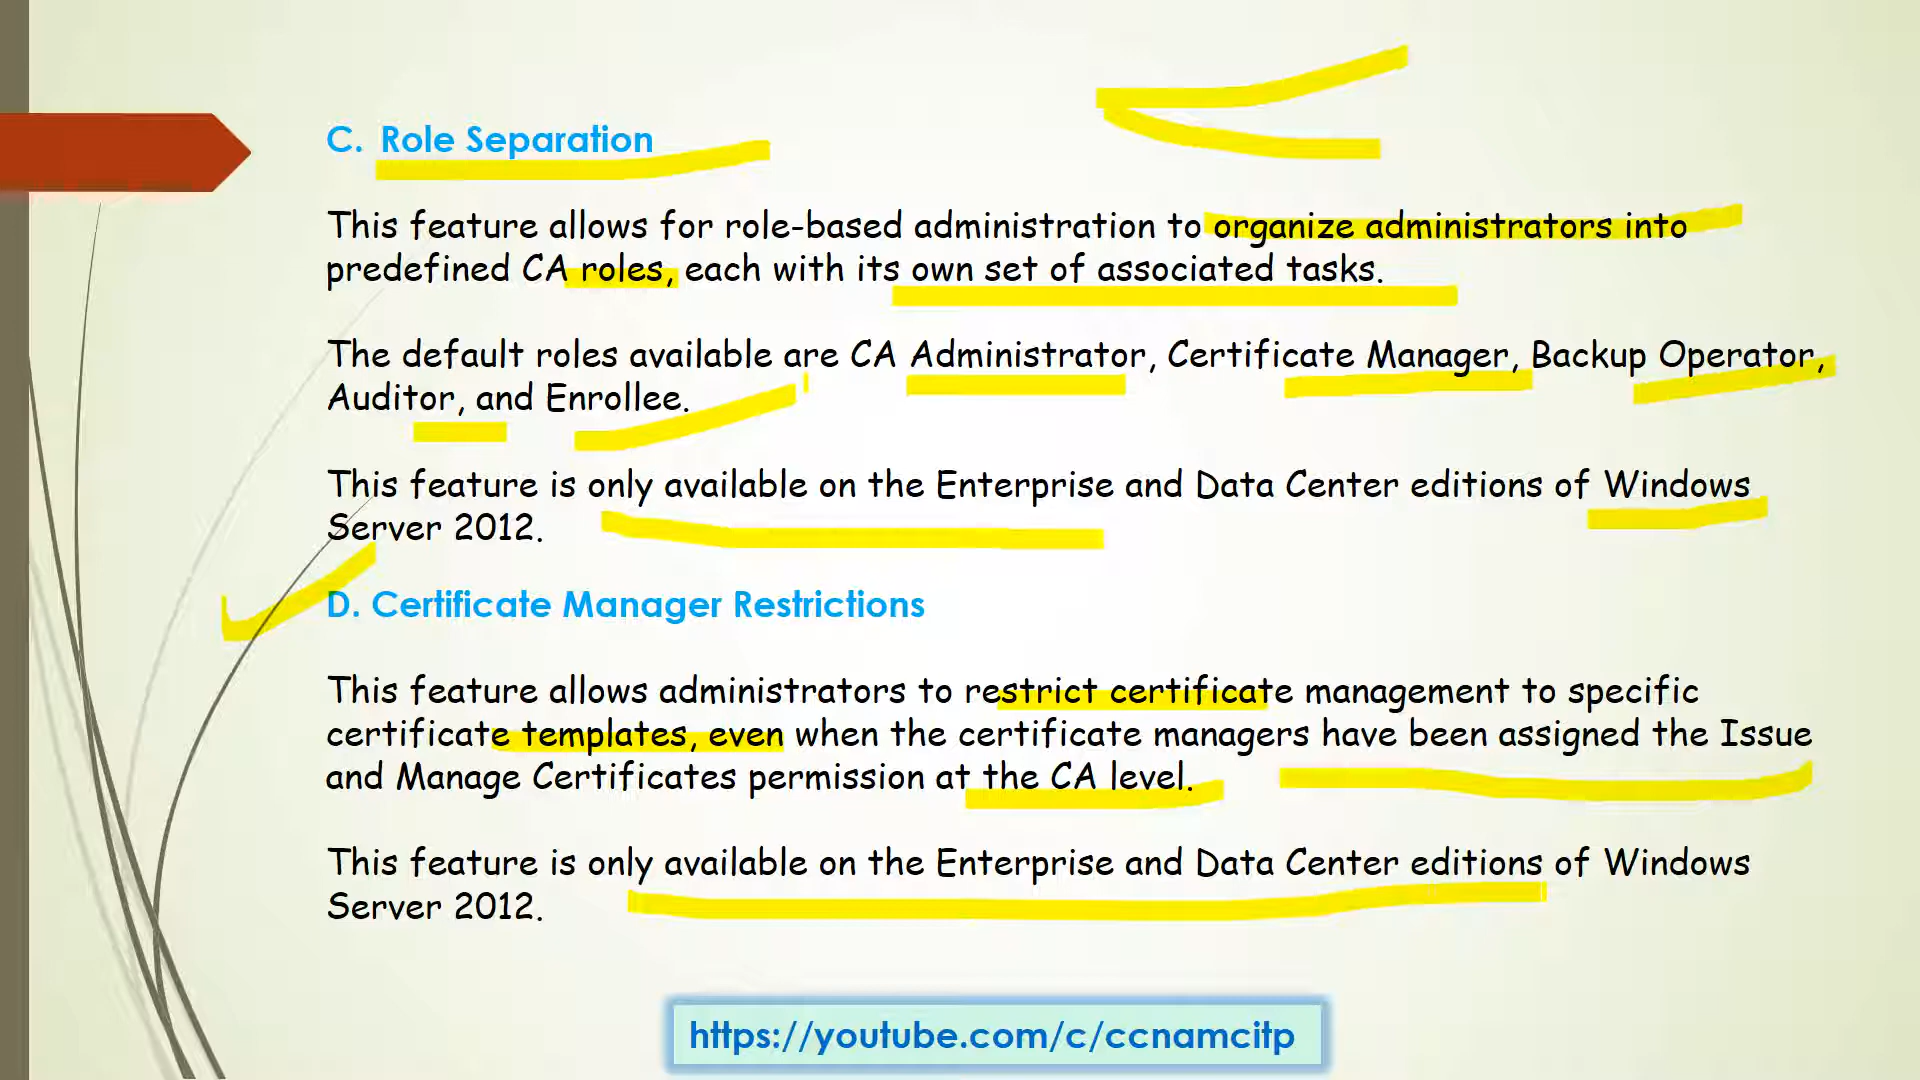 C. Role Separation
This feature allows for role-based administration to organize administrators into
predefined CA roles, each with its own set of associated tasks.
The default roles available are CA Administrator, Certificate Manager, Backup Operator,
Auditor, and Enrollee.
This feature is only available on the Enterprise and Data Center editions of Windows
Server 2012.
D. Certificate Manager Restrictions
This feature allows administrators to restrict certificate management to specific
certificate templates, even when the certificate managers have been assigned the Issue
and Manage Certificates permission at the CA level.
This feature is only available on the Enterprise and Data Center editions of Windows
Server 2012.
https://youtube.com/c/ccnamcitp